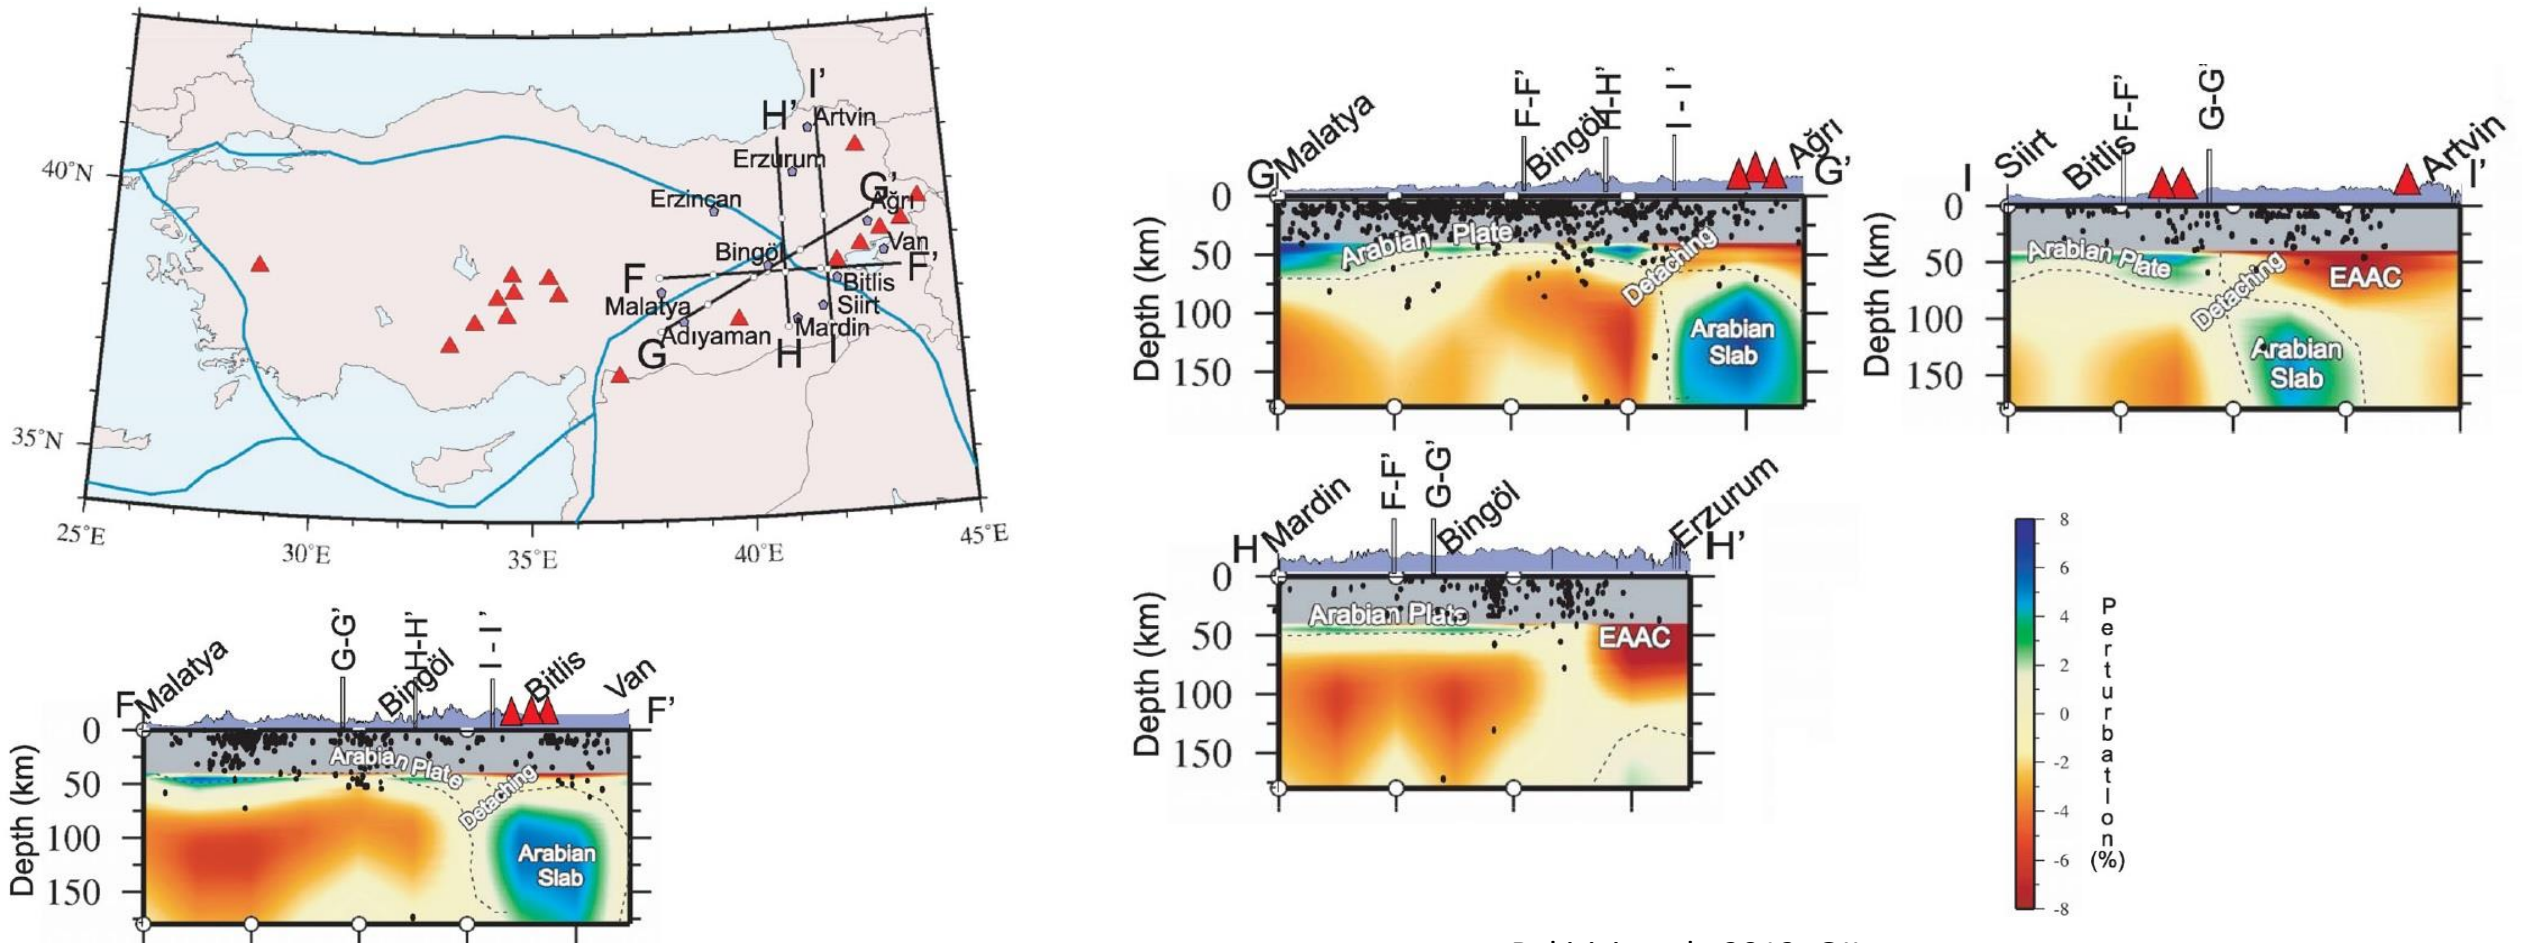 I'
H'
Artvin
Erzurum
G'
Erzincan
Ağrı
Van
Bingöl
F
F'
Bitlis
Malatya
Siirt
Adıyaman
Mardin
G
H
I
40°N
35°N
25°E
30°E
35°E
40°E
45°E
G
Malatya
F-F'
Bingöl
H-H'
I - I'
Ağrı
G'
0
50
100
150
Depth (km)
Arabian Plate
Detaching
Arabian Slab
I
Siirt
Bitlis
F-F'
G-G'
Artvin
I'
0
50
100
150
Depth (km)
Arabian Plate
Detaching
EAAC
Arabian Slab
H
Mardin
F-F'
G-G'
Bingöl
Erzurum
H'
0
50
100
150
Depth (km)
Arabian Plate
EAAC
F
Malatya
G-G'
Bingöl
H-H'
I - I'
Bitlis
Van
F'
0
50
100
150
Depth (km)
Arabian Plate
Detaching
Arabian Slab
8
6
4
2
0
-2
-4
-6
-8
Perturbation
(%)